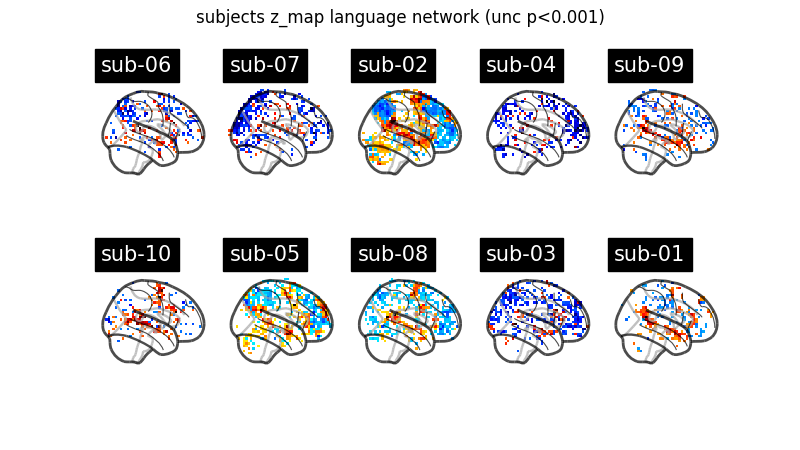 subjects z_map language network (unc p<0.001)
sub-06
sub-07
sub-02
sub-04
sub-09
sub-10
sub-05
sub-08
sub-03
sub-01